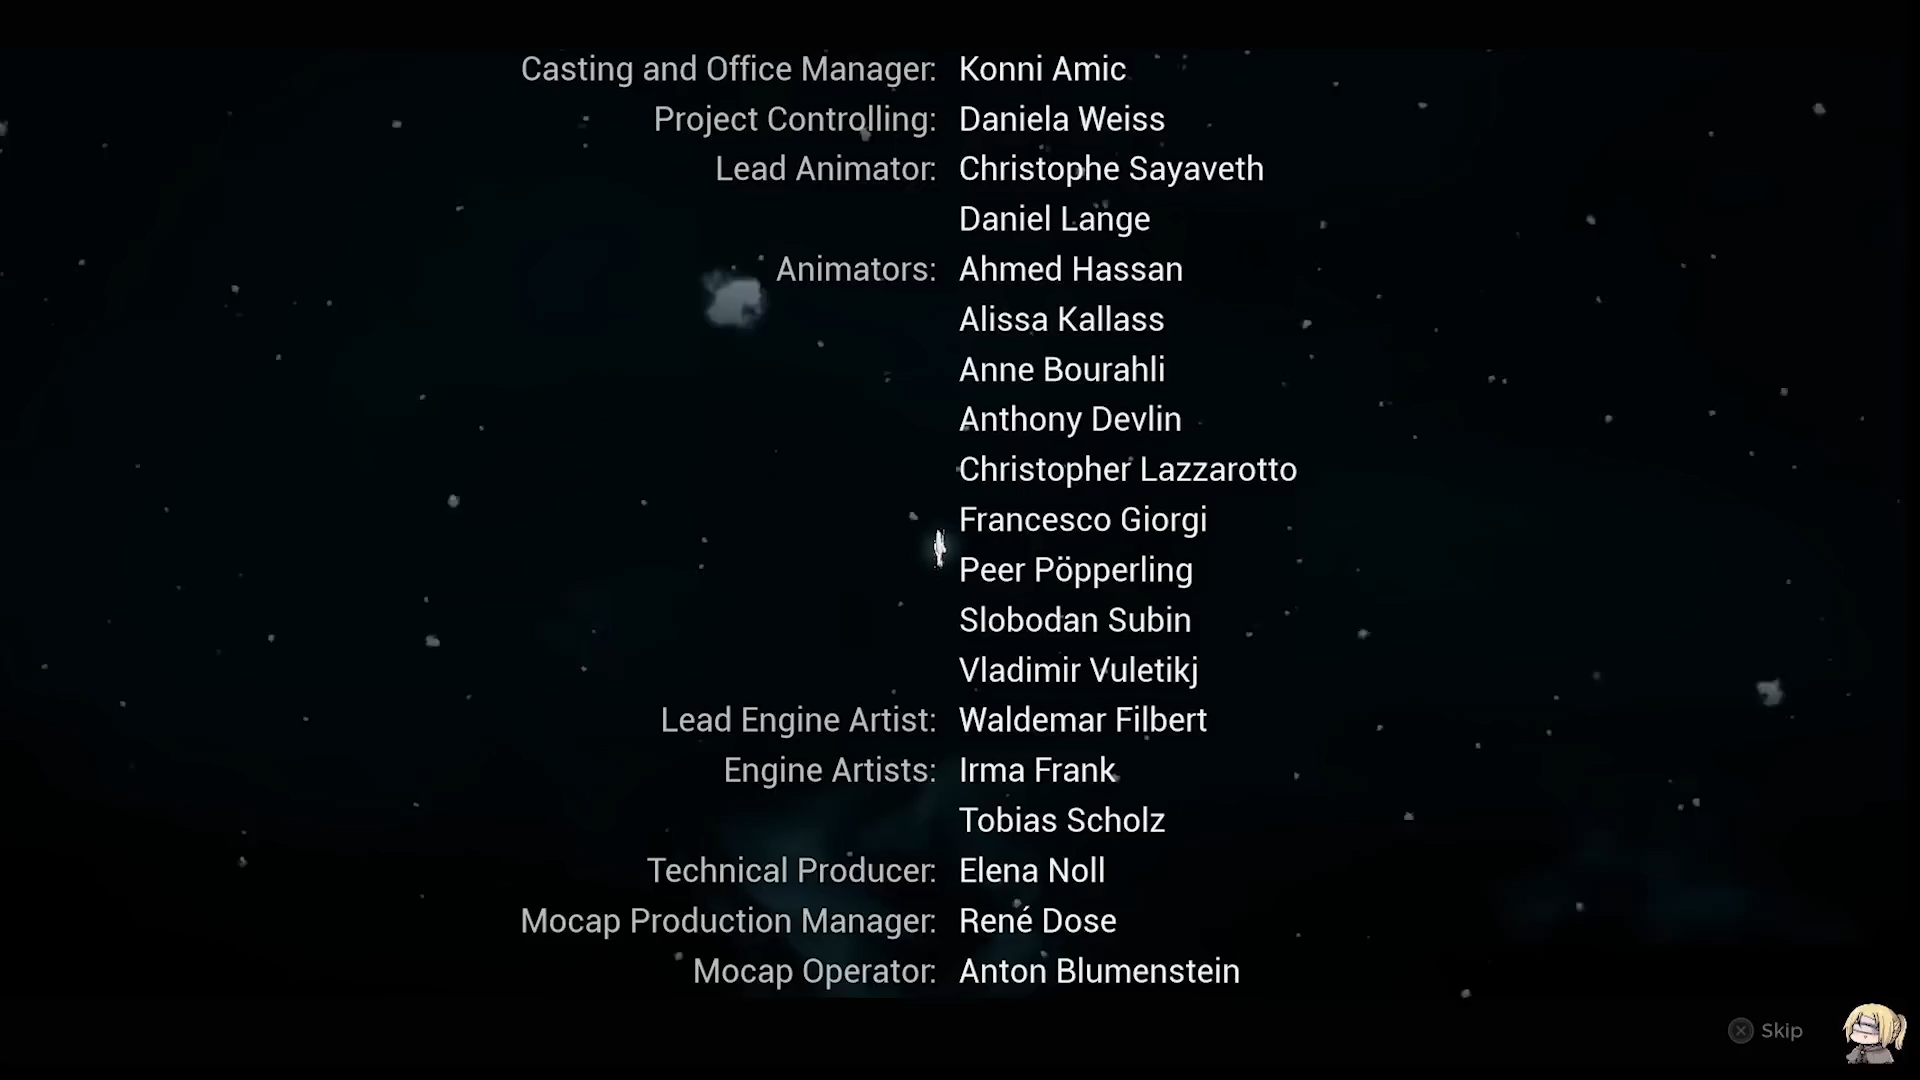 Casting and Office Manager: Konni Amic
Project Controlling: Daniela Weiss
Lead Animator: Christophe Sayaveth
Daniel Lange
Animators: Ahmed Hassan
Alissa Kallass
Anne Bourahli
Anthony Devlin
Christopher Lazzarotto
Francesco Giorgi
Peer Pöpperling
Slobodan Subin
Vladimir Vuletikj
Lead Engine Artist: Waldemar Filbert
Engine Artists: Irma Frank
Tobias Scholz
Technical Producer: Elena Noll
Mocap Production Manager: René Dose
Mocap Operator: Anton Blumenstein
Skip